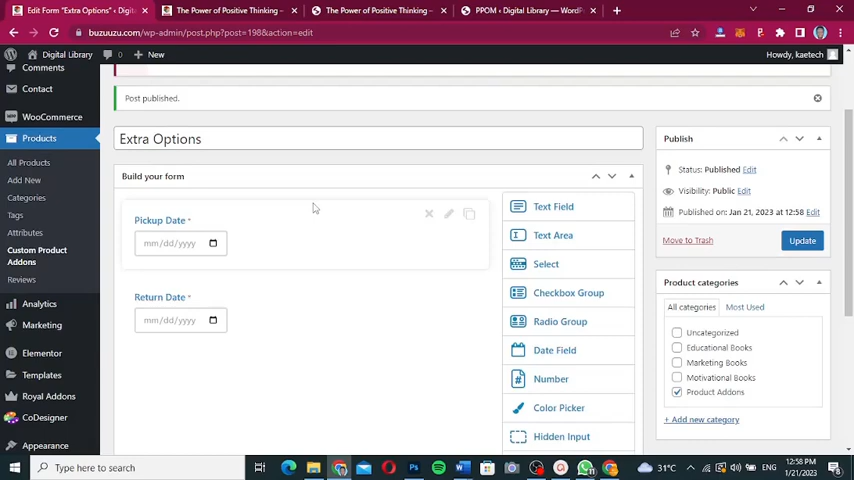 Edit Form "Extra Options" ‹ Digita
The Power of Positive Thinking –
The Power of Positive Thinking –
PPOM ‹ Digital Library — WordPr
buzuuzu.com/wp-admin/post.php?post=198&action=edit
Digital Library
0
New
Howdy, kaetech
Comments
Contact
WooCommerce
Products
All Products
Add New
Categories
Tags
Attributes
Custom Product
Addons
Reviews
Analytics
Marketing
Elementor
Templates
Royal Addons
CoDesigner
Appearance
Post published.
Extra Options
Build your form
Pickup Date *
mm/dd/yyyy
Return Date *
mm/dd/yyyy
Text Field
Text Area
Select
Checkbox Group
Radio Group
Date Field
Number
Color Picker
Hidden Input
Publish
Status: Published Edit
Visibility: Public Edit
Published on: Jan 21, 2023 at 12:58 Edit
Move to Trash
Update
Product categories
All categories
Most Used
Uncategorized
Educational Books
Marketing Books
Motivational Books
Product Addons
+ Add new category
Type here to search
31°C
ENG
12:58 PM
1/21/2023